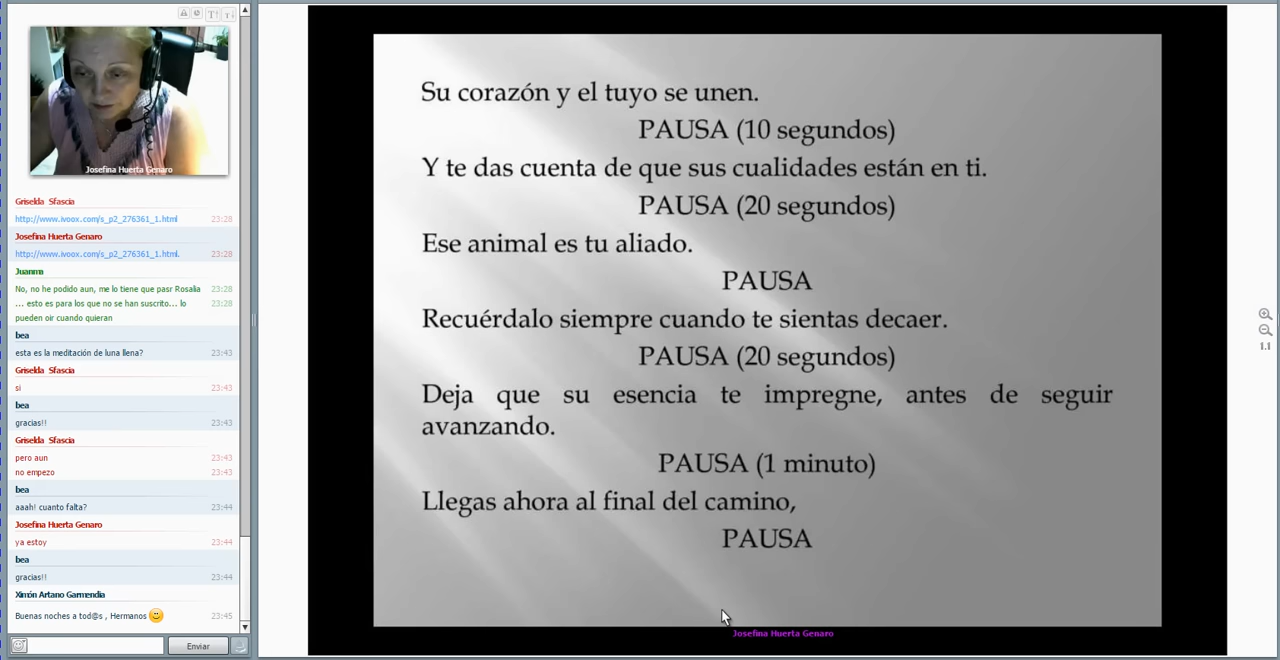 Josefina Huerta Genaro
Griselda Sfascia
http://www.ivoox.com/s_p2_276361_1.html 23:28
Josefina Huerta Genaro
http://www.ivoox.com/s_p2_276361_1.html. 23:28
Juanma
No, no he podido aun, me lo tiene que pasr Rosalia 23:28
... esto es para los que no se han suscrito... lo 23:28
pueden oir cuando quieran
bea
esta es la meditación de luna llena? 23:43
Griselda Sfascia
si 23:43
bea
gracias!! 23:43
Griselda Sfascia
pero aun 23:43
no empezo 23:43
bea
aaah! cuanto falta? 23:44
Josefina Huerta Genaro
ya estoy 23:44
bea
gracias!! 23:44
Ximón Artano Garmendia
Buenas noches a tod@s , Hermanos 23:45
Enviar
Su corazón y el tuyo se unen.
PAUSA (10 segundos)
Y te das cuenta de que sus cualidades están en ti.
PAUSA (20 segundos)
Ese animal es tu aliado.
PAUSA
Recuérdalo siempre cuando te sientas decaer.
PAUSA (20 segundos)
Deja que su esencia te impregne, antes de seguir
avanzando.
PAUSA (1 minuto)
Llegas ahora al final del camino,
PAUSA
Josefina Huerta Genaro
1.1